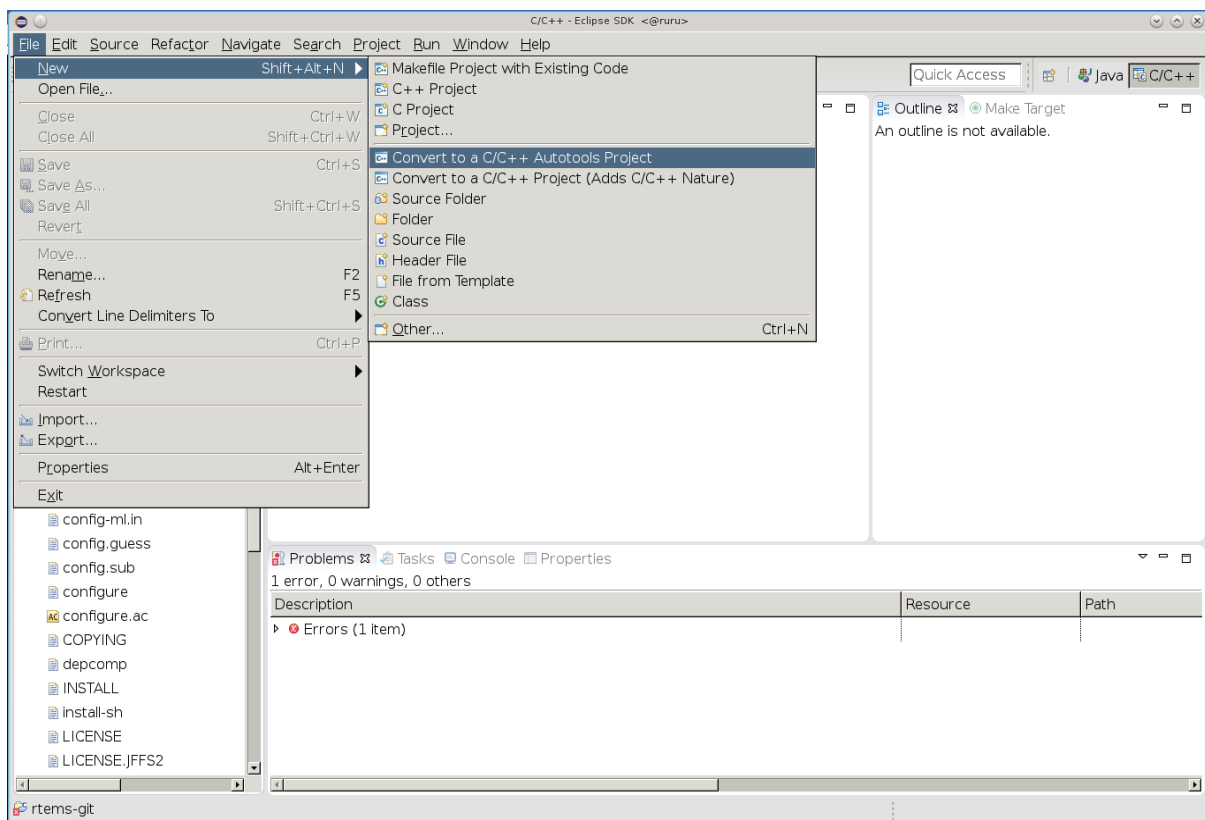 C/C++ - Eclipse SDK <@ruru>
File Edit Source Refactor Navigate Search Project Run Window Help
Quick Access Java C/C++
New Shift+Alt+N
Open File...
Close Ctrl+W
Close All Shift+Ctrl+W
Save Ctrl+S
Save As...
Save All Shift+Ctrl+S
Revert
Move...
Rename... F2
Refresh F5
Convert Line Delimiters To
Print... Ctrl+P
Switch Workspace
Restart
Import...
Export...
Properties Alt+Enter
Exit
Makefile Project with Existing Code
C++ Project
C Project
Project...
Convert to a C/C++ Autotools Project
Convert to a C/C++ Project (Adds C/C++ Nature)
Source Folder
Folder
Source File
Header File
File from Template
Class
Other... Ctrl+N
Outline Make Target
An outline is not available.
config-ml.in
config.guess
config.sub
configure
configure.ac
COPYING
depcomp
INSTALL
install-sh
LICENSE
LICENSE.JFFS2
Problems Tasks Console Properties
1 error, 0 warnings, 0 others
Description Resource Path
Errors (1 item)
rtems-git